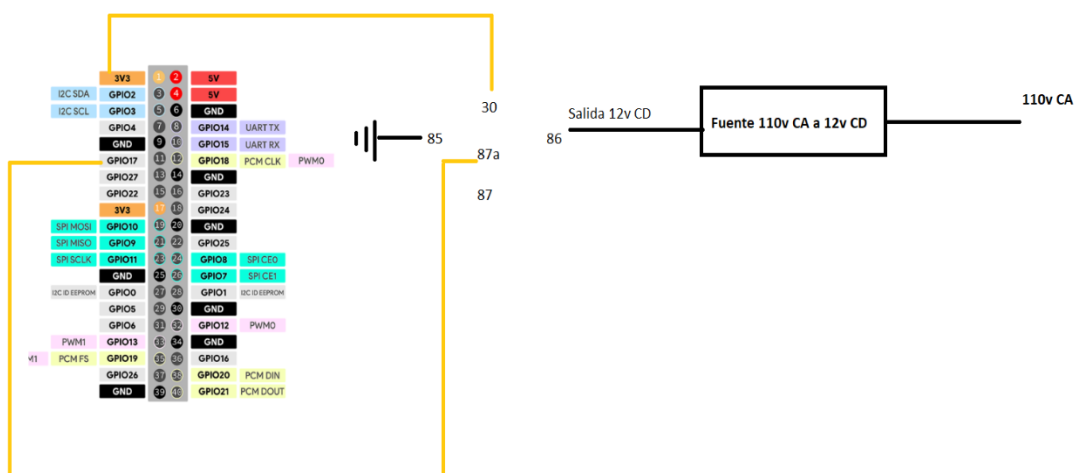 3V3 1 2 5V
I2C SDA GPIO2 3 4 5V
I2C SCL GPIO3 5 6 GND
GPIO4 7 8 GPIO14 UART TX
GND 9 10 GPIO15 UART RX
GPIO17 11 12 GPIO18 PCM CLK PWM0
GPIO27 13 14 GND
GPIO22 15 16 GPIO23
3V3 17 18 GPIO24
SPI MOSI GPIO10 19 20 GND
SPI MISO GPIO9 21 22 GPIO25
SPI SCLK GPIO11 23 24 GPIO8 SPI CE0
GND 25 26 GPIO7 SPI CE1
I2C ID EEPROM GPIO0 27 28 GPIO1 I2C ID EEPROM
GPIO5 29 30 GND
GPIO6 31 32 GPIO12 PWM0
PWM1 GPIO13 33 34 GND
M1 PCM FS GPIO19 35 36 GPIO16
GPIO26 37 38 GPIO20 PCM DIN
GND 39 40 GPIO21 PCM DOUT
30
85
86
87a
87
Salida 12v CD
Fuente 110v CA a 12v CD
110v CA